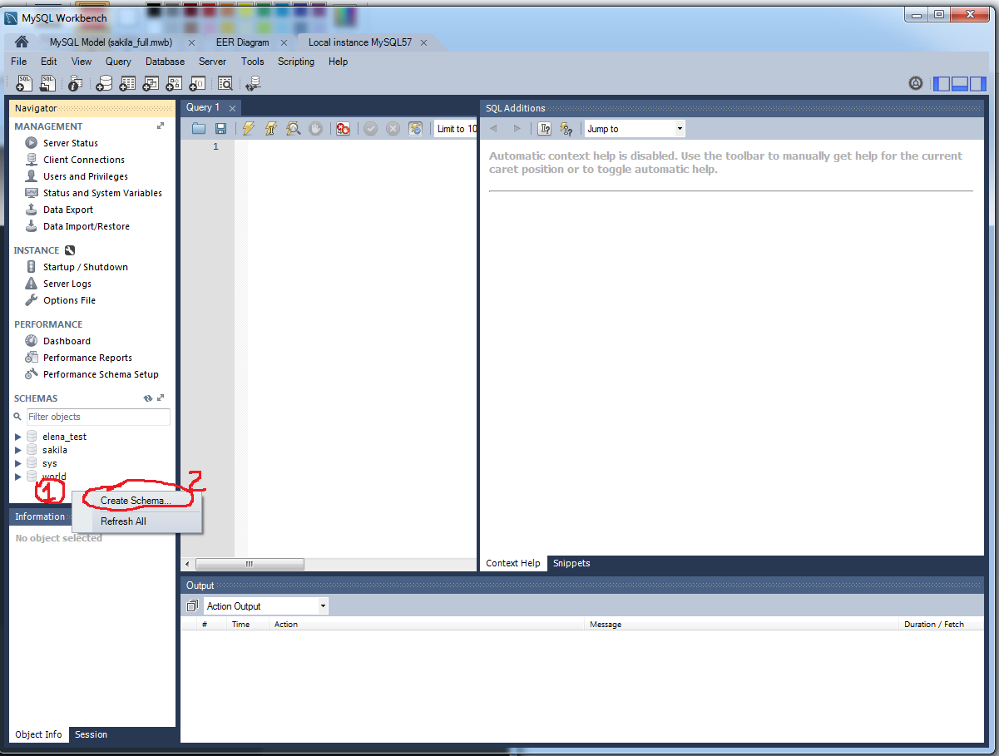 MySQL Workbench
MySQL Model (sakila_full.mwb) EER Diagram Local instance MySQL57
File Edit View Query Database Server Tools Scripting Help
Navigator
MANAGEMENT
Server Status
Client Connections
Users and Privileges
Status and System Variables
Data Export
Data Import/Restore
INSTANCE
Startup / Shutdown
Server Logs
Options File
PERFORMANCE
Dashboard
Performance Reports
Performance Schema Setup
SCHEMAS
Filter objects
elena_test
sakila
sys
world
1
2
Create Schema...
Refresh All
Information
No object selected
Object Info Session
Query 1
Limit to 10
1
SQL Additions
Jump to
Automatic context help is disabled. Use the toolbar to manually get help for the current
caret position or to toggle automatic help.
Context Help Snippets
Output
Action Output
# Time Action Message Duration / Fetch